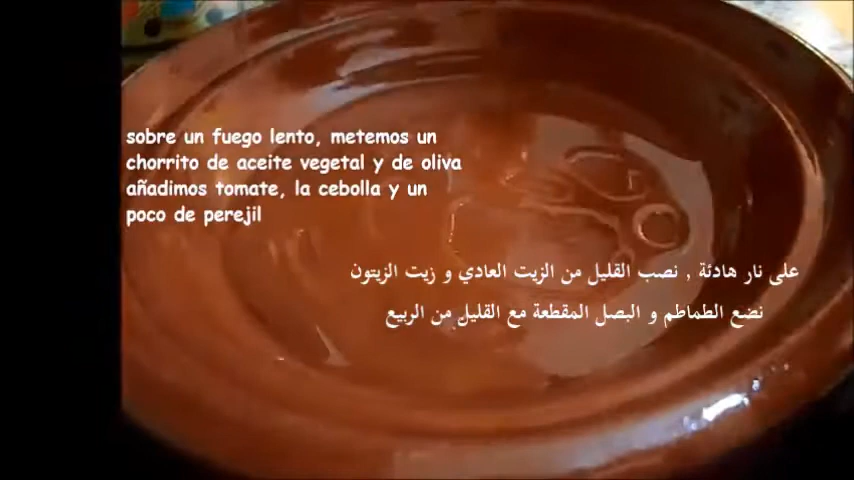 sobre un fuego lento, metemos un
chorrito de aceite vegetal y de oliva
añadimos tomate, la cebolla y un
poco de perejil
على نار هادئة , نصب القليل من الزيت العادي و زيت الزيتون
نضع الطماطم و البصل المقطعة مع القليل من الربيع